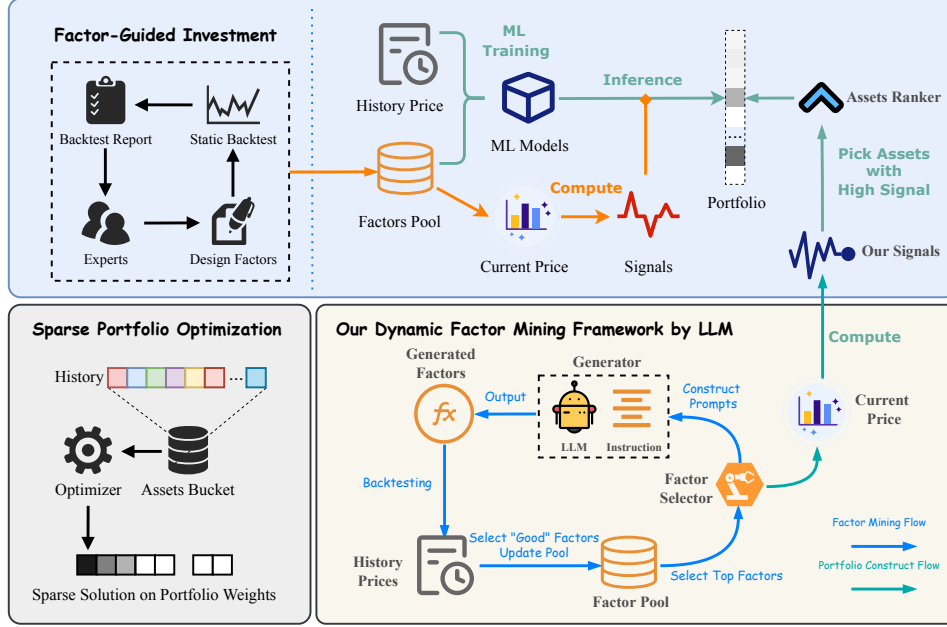 Factor-Guided Investment
Backtest Report
Static Backtest
Experts
Design Factors
History Price
ML
Training
ML Models
Inference
Factors Pool
Compute
Current Price
Signals
...
Portfolio
Assets Ranker
Pick Assets
with
High Signal
Our Signals
Compute
Sparse Portfolio Optimization
History
...
Optimizer
Assets Bucket
Sparse Solution on Portfolio Weights
Our Dynamic Factor Mining Framework by LLM
Generated
Factors
fx
Output
Generator
LLM
Instruction
Construct
Prompts
Current
Price
Factor
Selector
Backtesting
History
Prices
Select "Good" Factors
Update Pool
Factor Pool
Select Top Factors
Factor Mining Flow
Portfolio Construct Flow